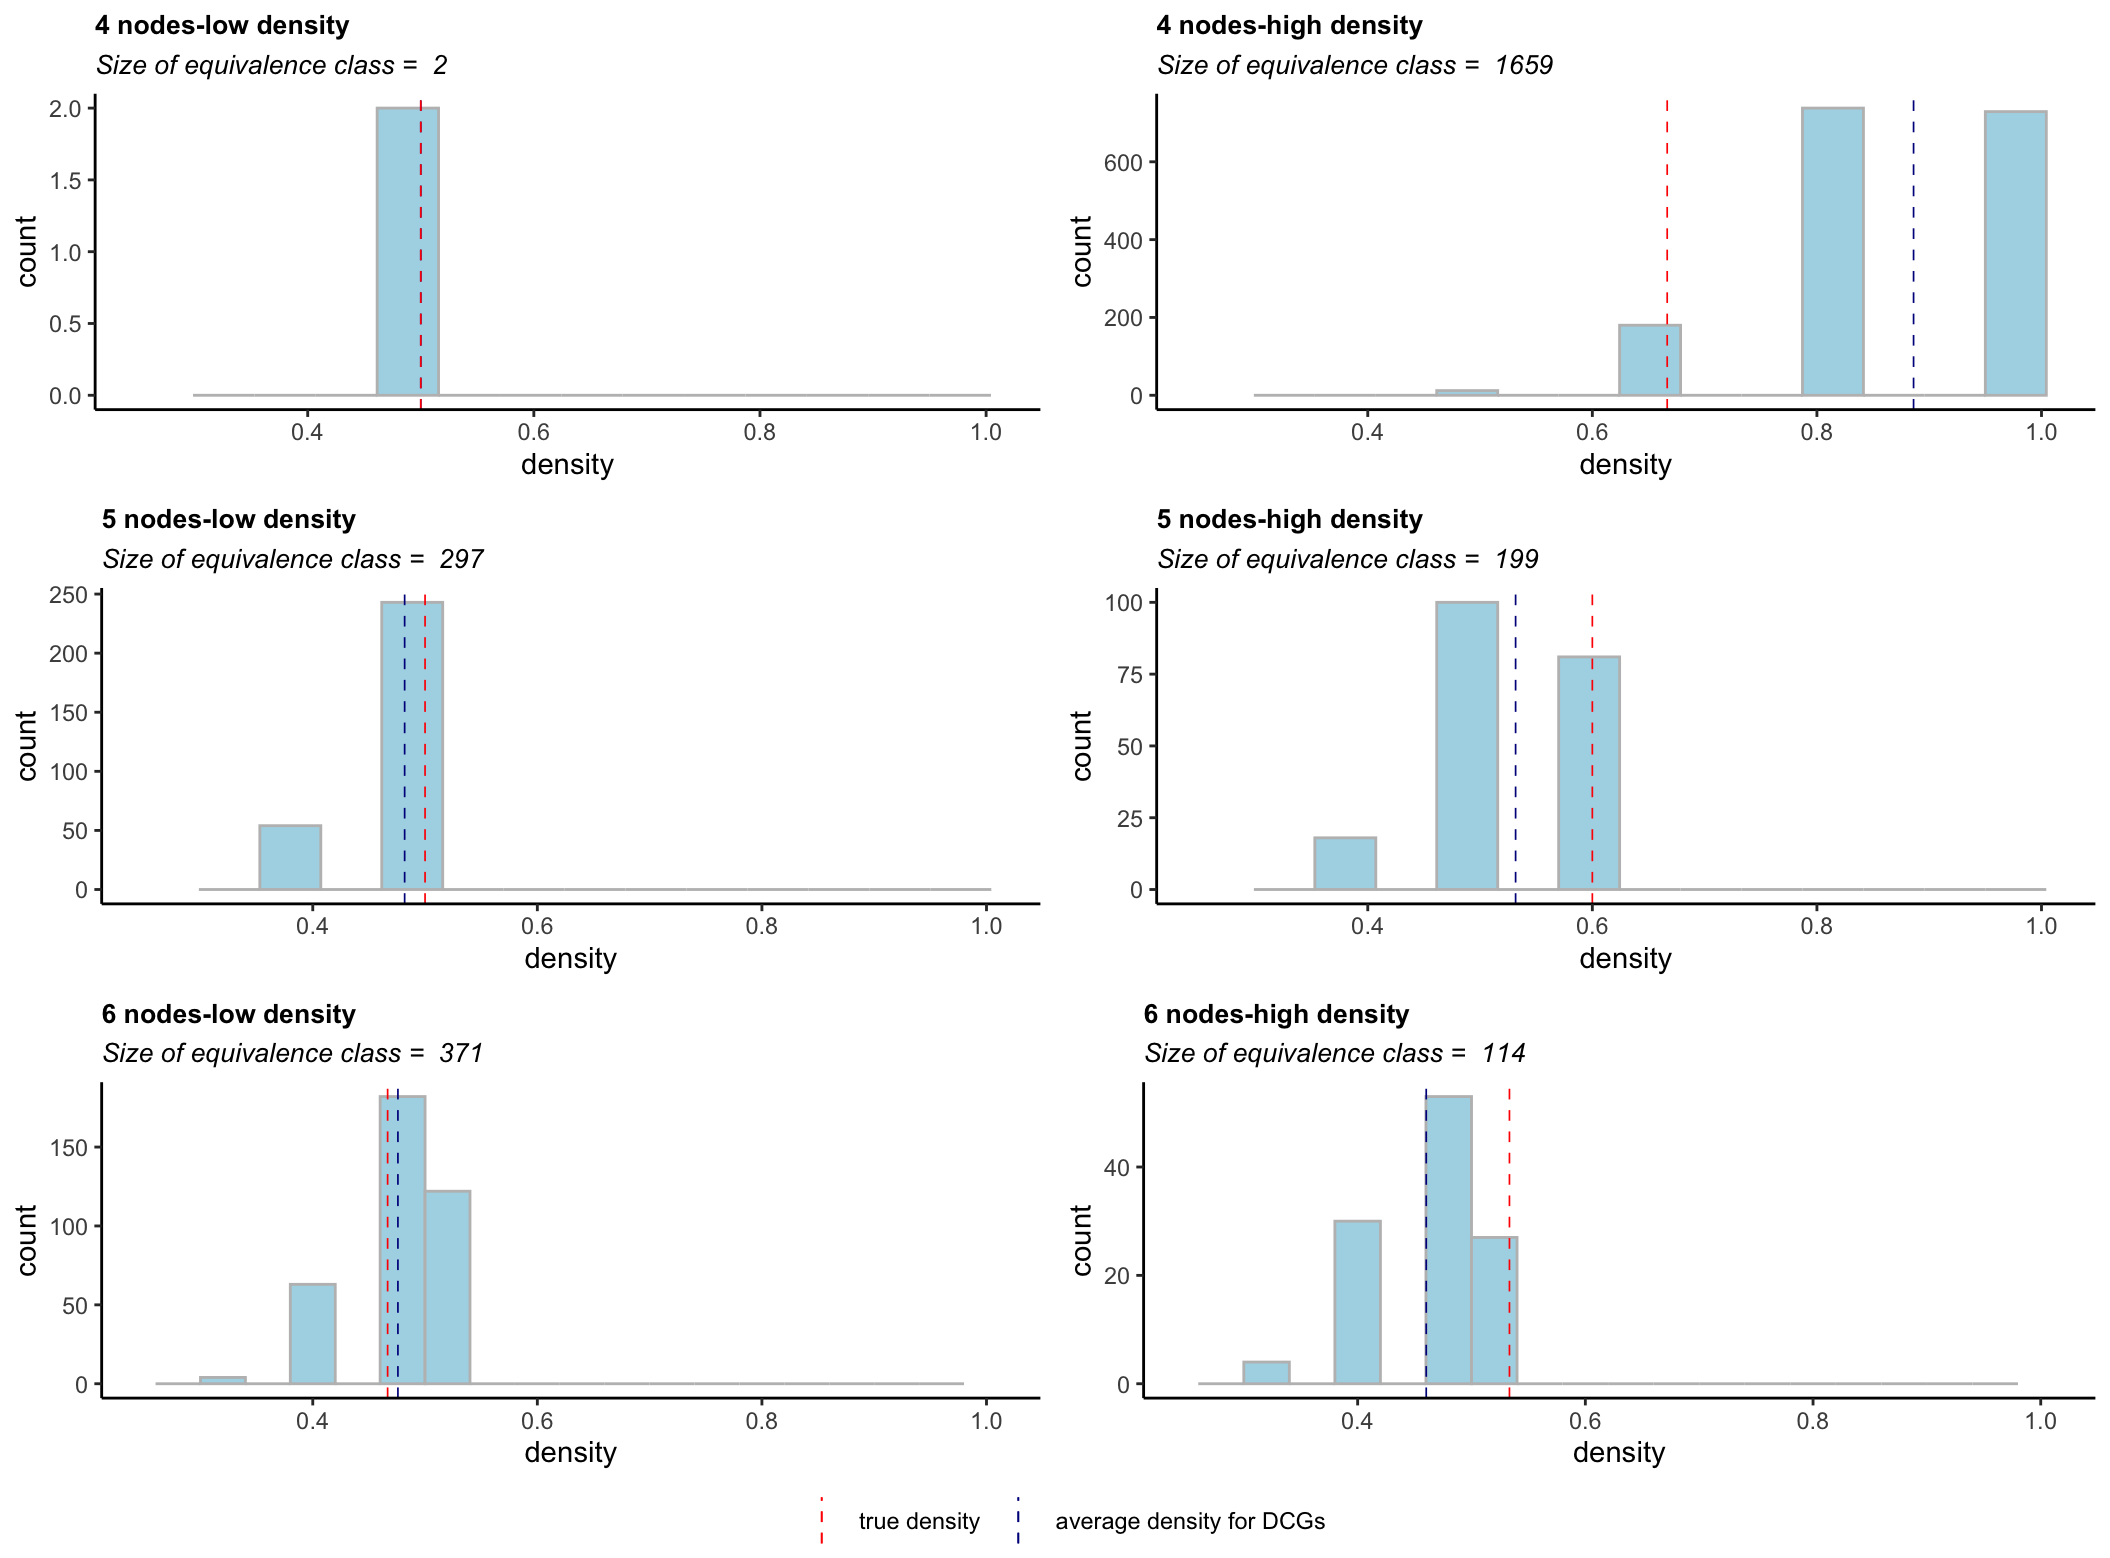 4 nodes-low density
Size of equivalence class = 2
2.0
1.5
1.0
0.5
0.0
count
0.4 0.6 0.8 1.0
density
4 nodes-high density
Size of equivalence class = 1659
600
400
200
0
count
0.4 0.6 0.8 1.0
density
5 nodes-low density
Size of equivalence class = 297
250
200
150
100
50
0
count
0.4 0.6 0.8 1.0
density
5 nodes-high density
Size of equivalence class = 199
100
75
50
25
0
count
0.4 0.6 0.8 1.0
density
6 nodes-low density
Size of equivalence class = 371
150
100
50
0
count
0.4 0.6 0.8 1.0
density
6 nodes-high density
Size of equivalence class = 114
40
20
0
count
0.4 0.6 0.8 1.0
density
true density average density for DCGs